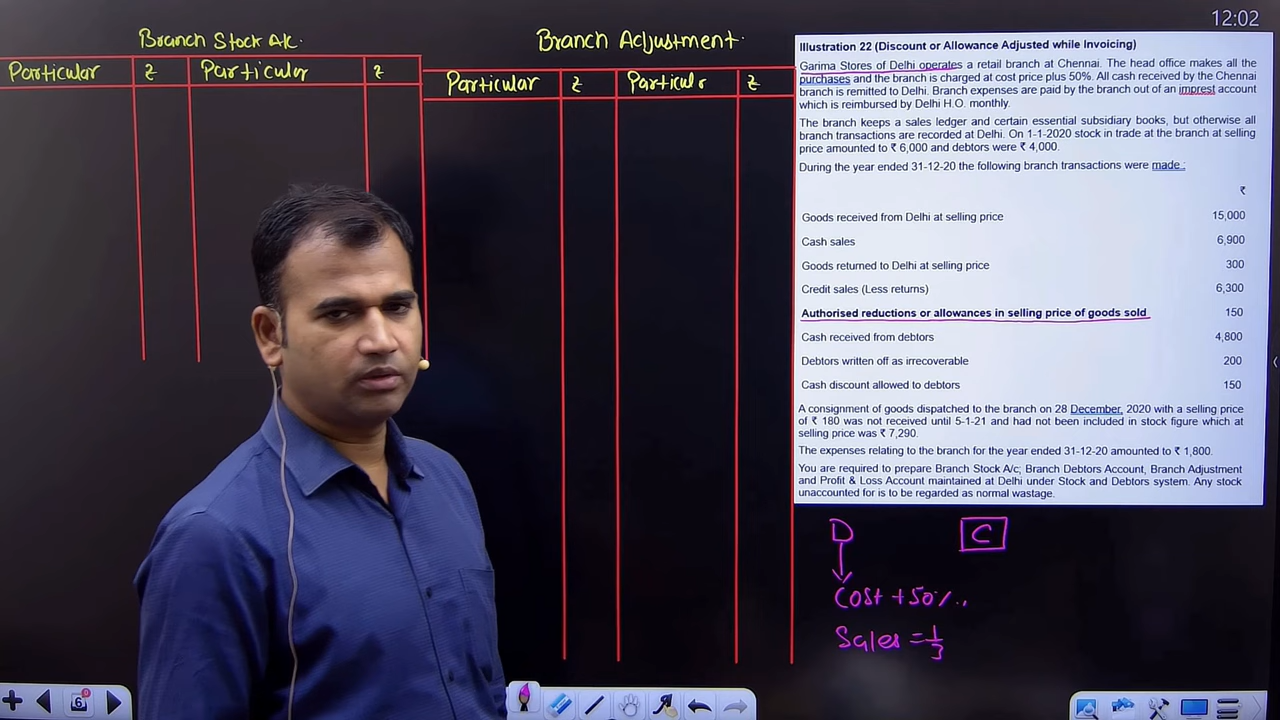 12:02
Branch Stock A/c
Particular ₹ Particular ₹
Branch Adjustment.
Particular ₹ Particulr ₹
Illustration 22 (Discount or Allowance Adjusted while Invoicing)
Garima Stores of Delhi operates a retail branch at Chennai. The head office makes all the
purchases and the branch is charged at cost price plus 50%. All cash received by the Chennai
branch is remitted to Delhi. Branch expenses are paid by the branch out of an imprest account
which is reimbursed by Delhi H.O. monthly.
The branch keeps a sales ledger and certain essential subsidiary books, but otherwise all
branch transactions are recorded at Delhi. On 1-1-2020 stock in trade at the branch at selling
price amounted to ₹ 6,000 and debtors were ₹ 4,000.
During the year ended 31-12-20 the following branch transactions were made :
₹
Goods received from Delhi at selling price 15,000
Cash sales 6,900
Goods returned to Delhi at selling price 300
Credit sales (Less returns) 6,300
Authorised reductions or allowances in selling price of goods sold 150
Cash received from debtors 4,800
Debtors written off as irrecoverable 200
Cash discount allowed to debtors 150
A consignment of goods dispatched to the branch on 28 December, 2020 with a selling price
of ₹ 180 was not received until 5-1-21 and had not been included in stock figure which at
selling price was ₹ 7,290.
The expenses relating to the branch for the year ended 31-12-20 amounted to ₹ 1,800.
You are required to prepare Branch Stock A/c, Branch Debtors Account, Branch Adjustment
and Profit & Loss Account maintained at Delhi under Stock and Debtors system. Any stock
unaccounted for is to be regarded as normal wastage.
D C
Cost + 50%.
Sales = 1/3
6